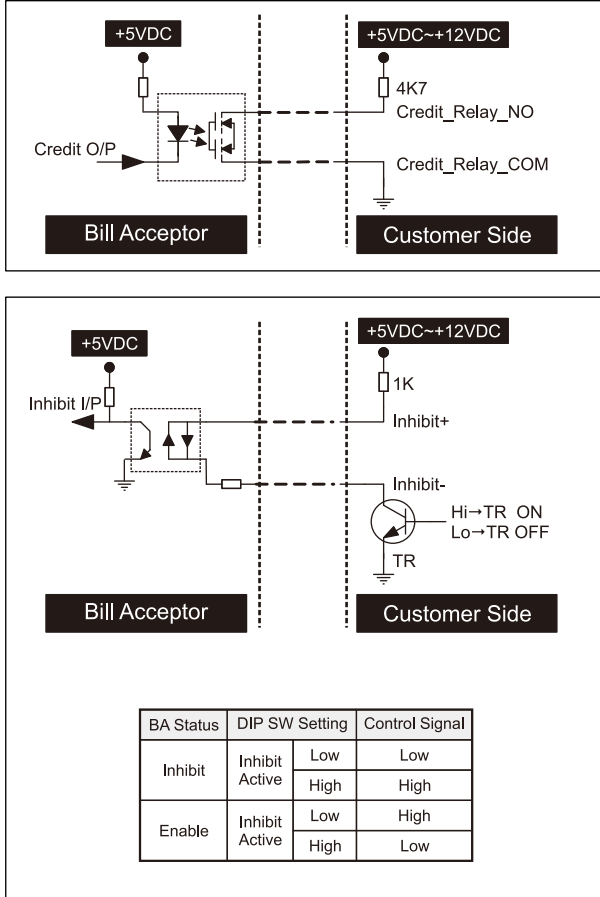 +5VDC
+5VDC~+12VDC
4K7
Credit_Relay_NO
Credit O/P
Credit_Relay_COM
Bill Acceptor
Customer Side
+5VDC~+12VDC
+5VDC
1K
Inhibit I/P
Inhibit+
Inhibit-
Hi→TR ON
Lo→TR OFF
TR
Bill Acceptor
Customer Side
BA Status DIP SW Setting Control Signal
Inhibit Inhibit Active Low Low
High High
Enable Inhibit Active Low High
High Low